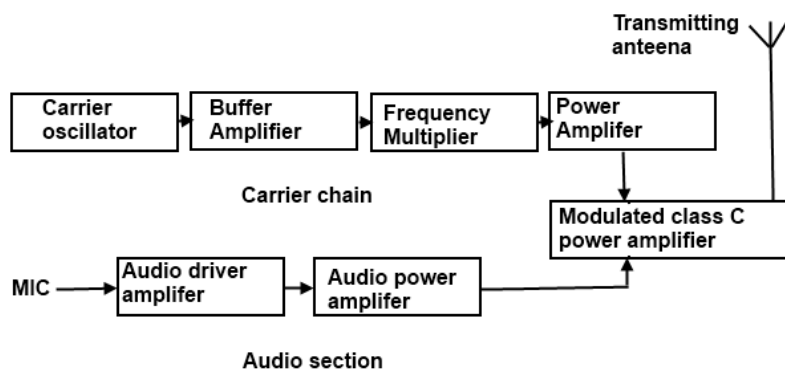 Transmitting
anteena
Carrier
oscillator
Buffer
Amplifier
Frequency
Multiplier
Power
Amplifer
Carrier chain
Modulated class C
power amplifier
MIC
Audio driver
amplifer
Audio power
amplifer
Audio section